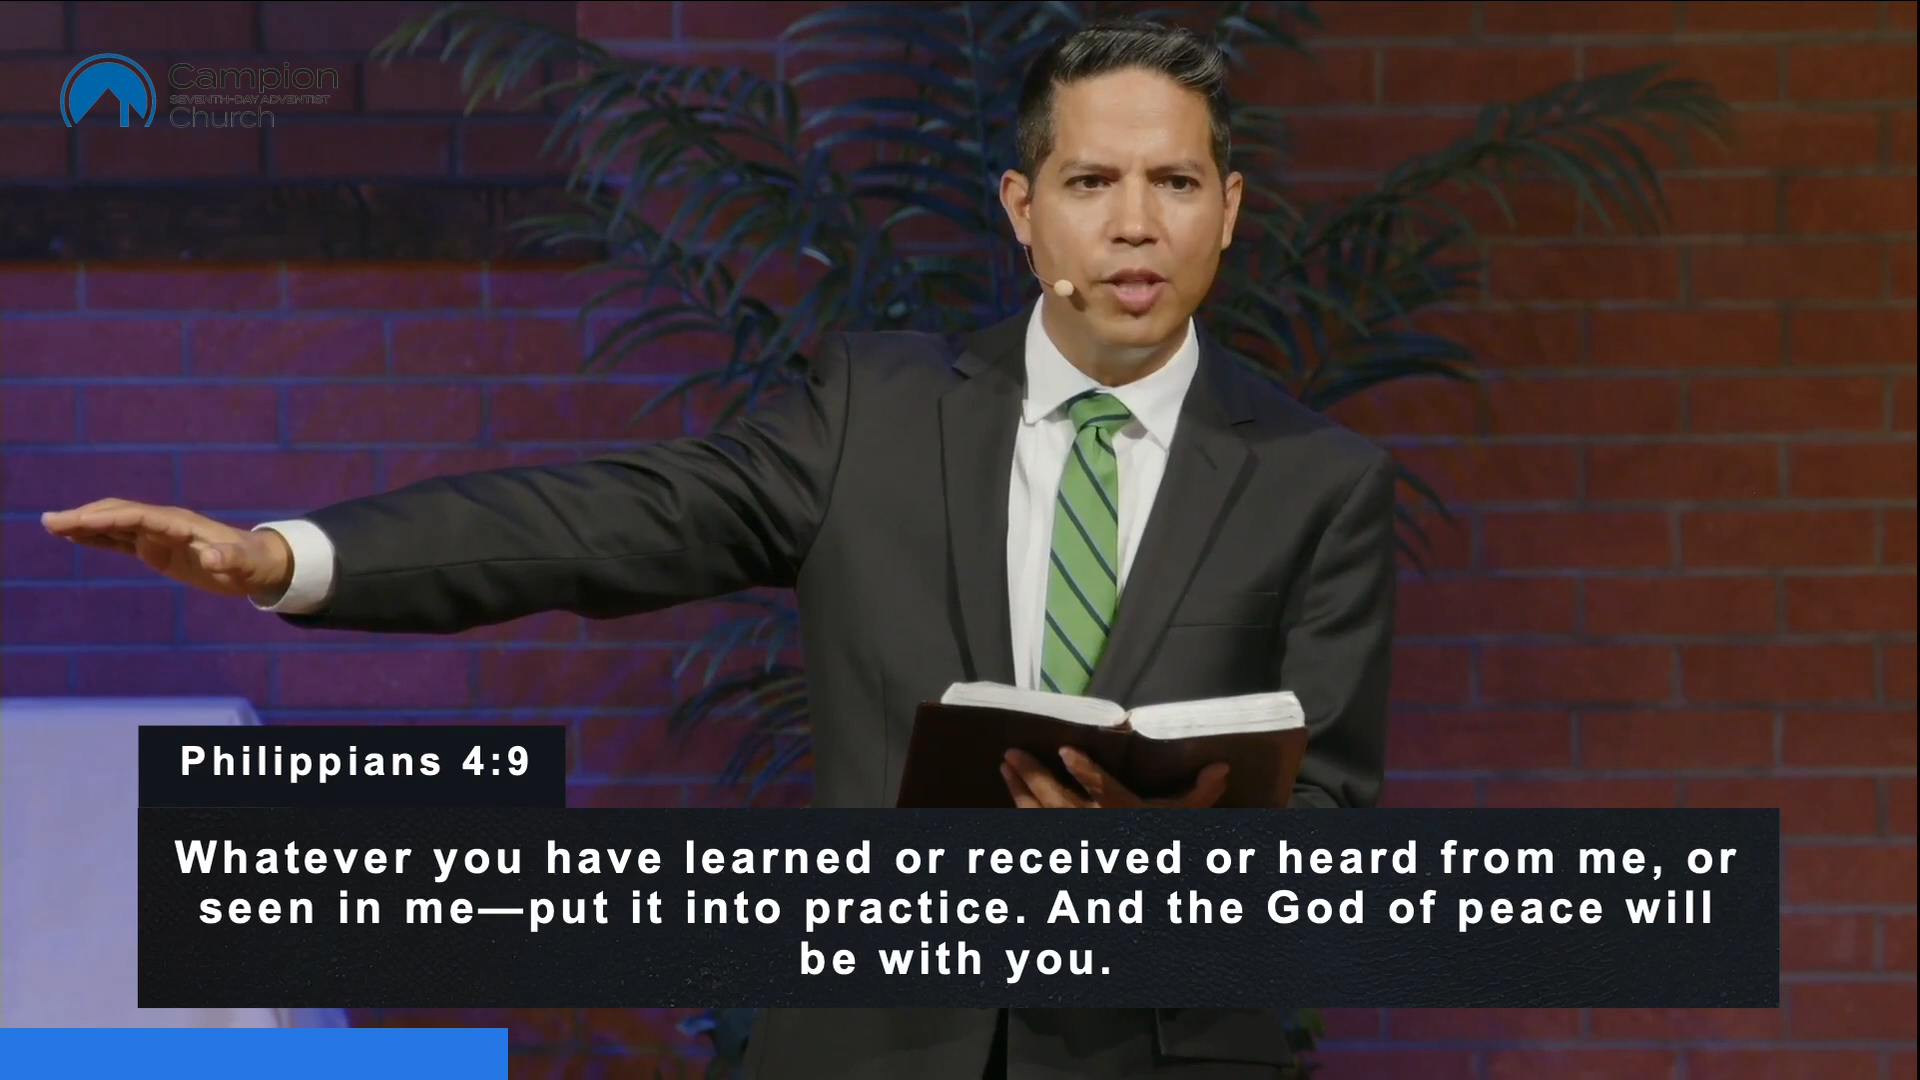 Campion
SEVENTH-DAY ADVENTIST
Church
Philippians 4:9
Whatever you have learned or received or heard from me, or
seen in me—put it into practice. And the God of peace will
be with you.